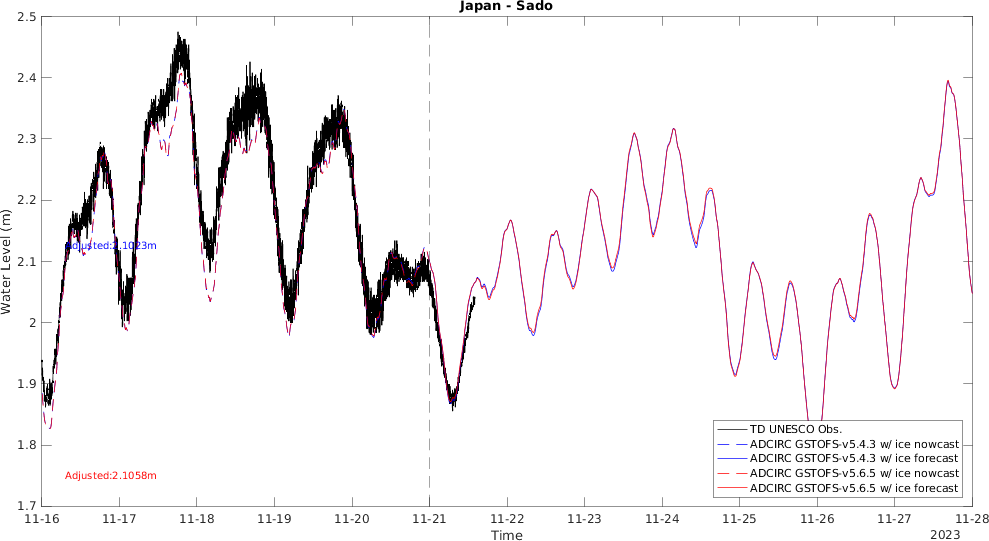 Japan - Sado
2.5
2.4
2.3
2.2
2.1
2
1.9
1.8
1.7
Water Level (m)
Adjusted:2.1023m
Adjusted:2.1058m
TD UNESCO Obs.
ADCIRC GSTOFS-v5.4.3 w/ ice nowcast
ADCIRC GSTOFS-v5.4.3 w/ ice forecast
ADCIRC GSTOFS-v5.6.5 w/ ice nowcast
ADCIRC GSTOFS-v5.6.5 w/ ice forecast
11-16 11-17 11-18 11-19 11-20 11-21 11-22 11-23 11-24 11-25 11-26 11-27 11-28
Time
2023